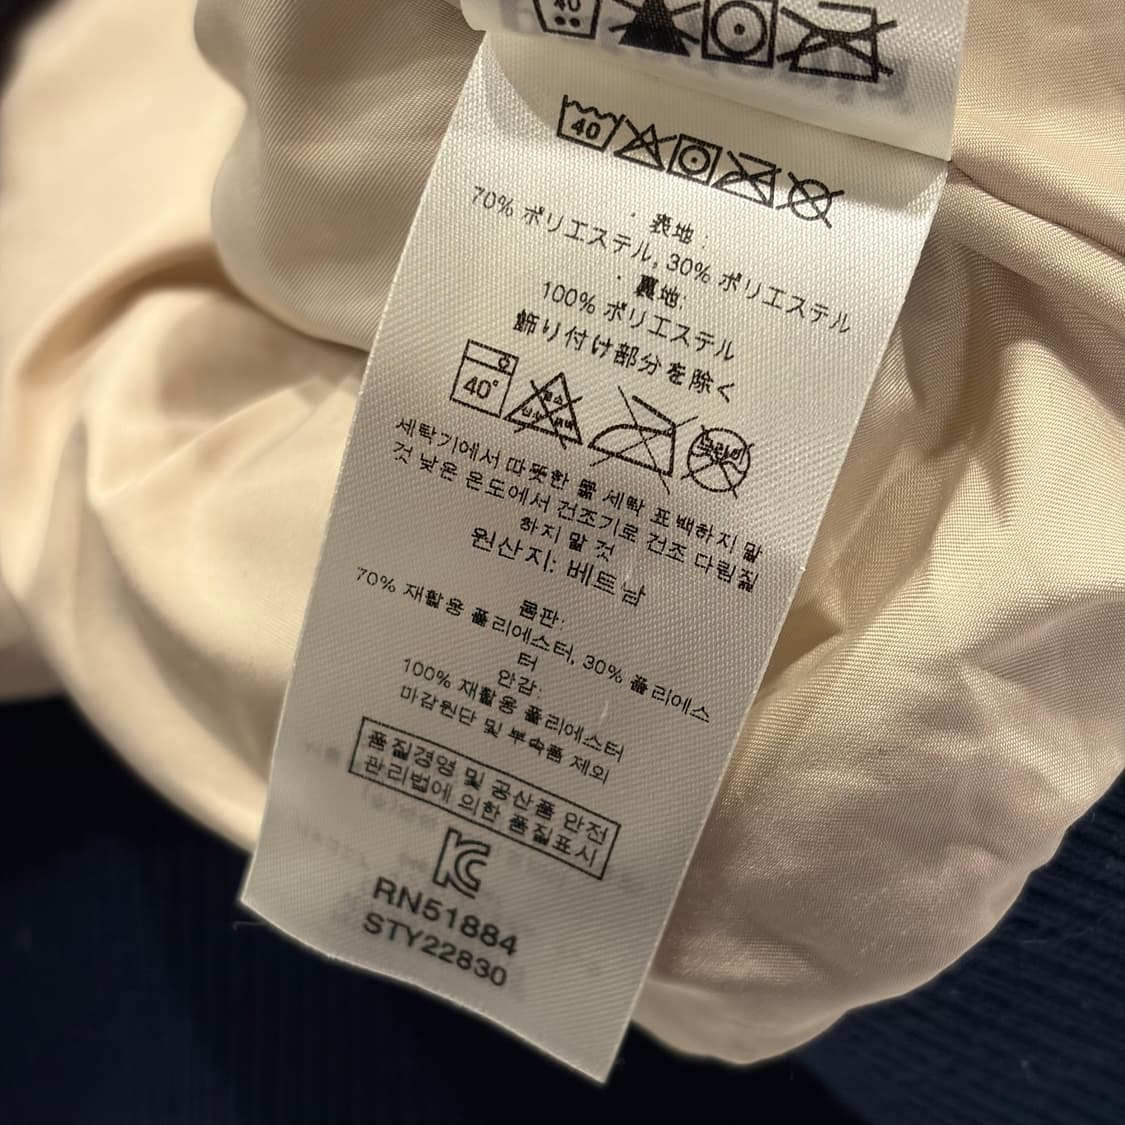 40
40
表地:
70% ポリエステル, 30% ポリエステル
裏地:
100% ポリエステル
飾り付け部分を除く
40°
드라이
세탁기에서 따뜻한 물 세탁 표백하지 말
것 낮은 온도에서 건조기로 건조 다림질
하지 말 것
원산지: 베트남
몸판:
70% 재활용 폴리에스터, 30% 폴리에스
터
안감:
100% 재활용 폴리에스터
마감원단 및 부속품 제외
품질경영 및 공산품 안전
관리법에 의한 품질표시
KC
RN51884
STY22830